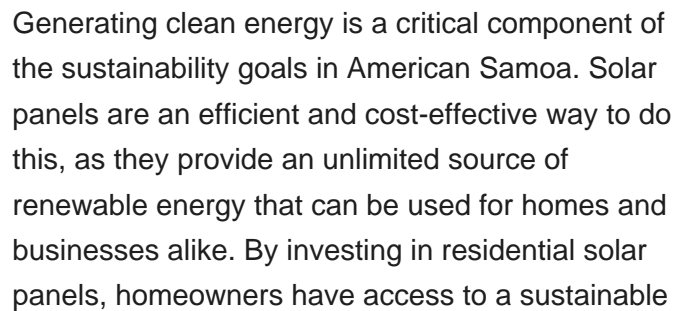 Generating clean energy is a critical component of
the sustainability goals in American Samoa. Solar
panels are an efficient and cost-effective way to do
this, as they provide an unlimited source of
renewable energy that can be used for homes and
businesses alike. By investing in residential solar
panels, homeowners have access to a sustainable